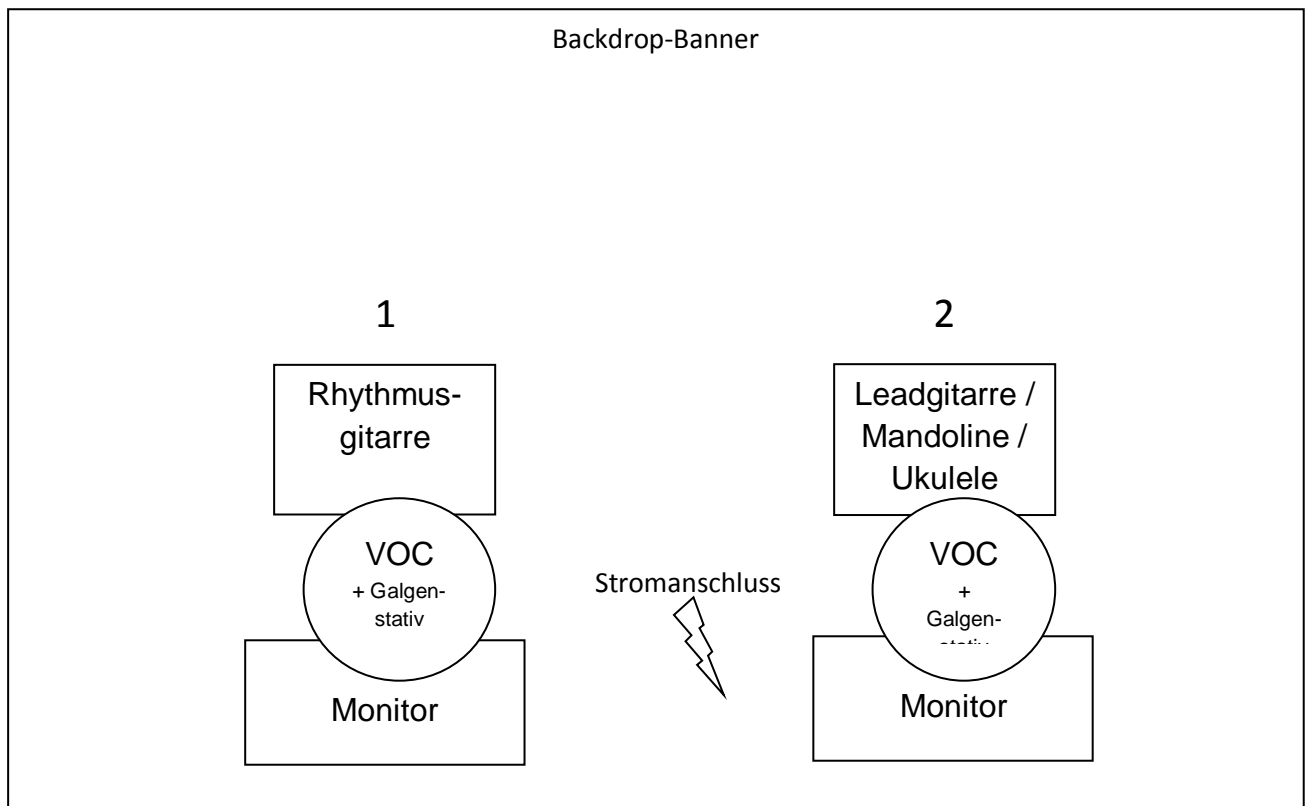 Backdrop-Banner
1
2
Rhythmus-
gitarre
Leadgitarre /
Mandoline /
Ukulele
VOC
+ Galgen-
stativ
Stromanschluss
VOC
+
Galgen-
Monitor
Monitor